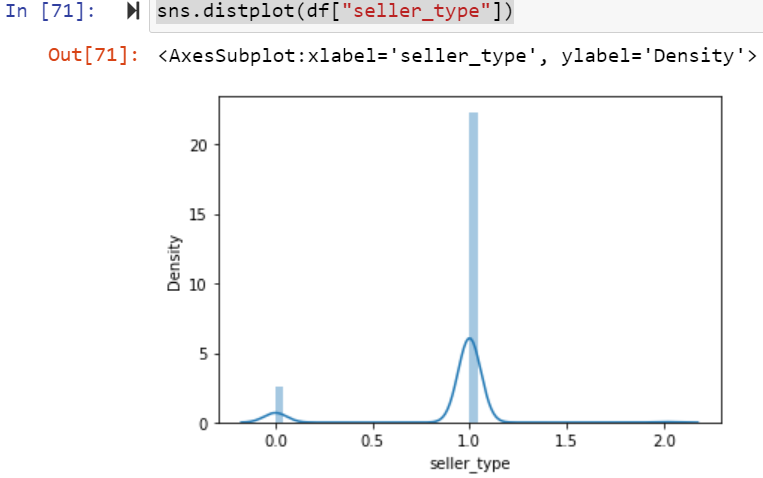 In [71]: sns.distplot(df["seller_type"])
Out[71]: <AxesSubplot:xlabel='seller_type', ylabel='Density'>
20
15
10
5
0
Density
0.0 0.5 1.0 1.5 2.0
seller_type